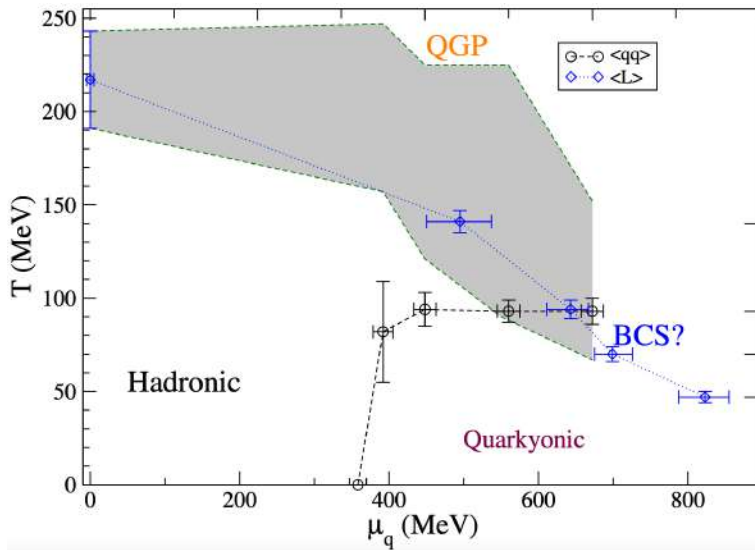 250
200
150
100
50
0
T (MeV)
QGP
<qq>
<L>
BCS?
Hadronic
Quarkyonic
0
200
400
600
800
μq (MeV)